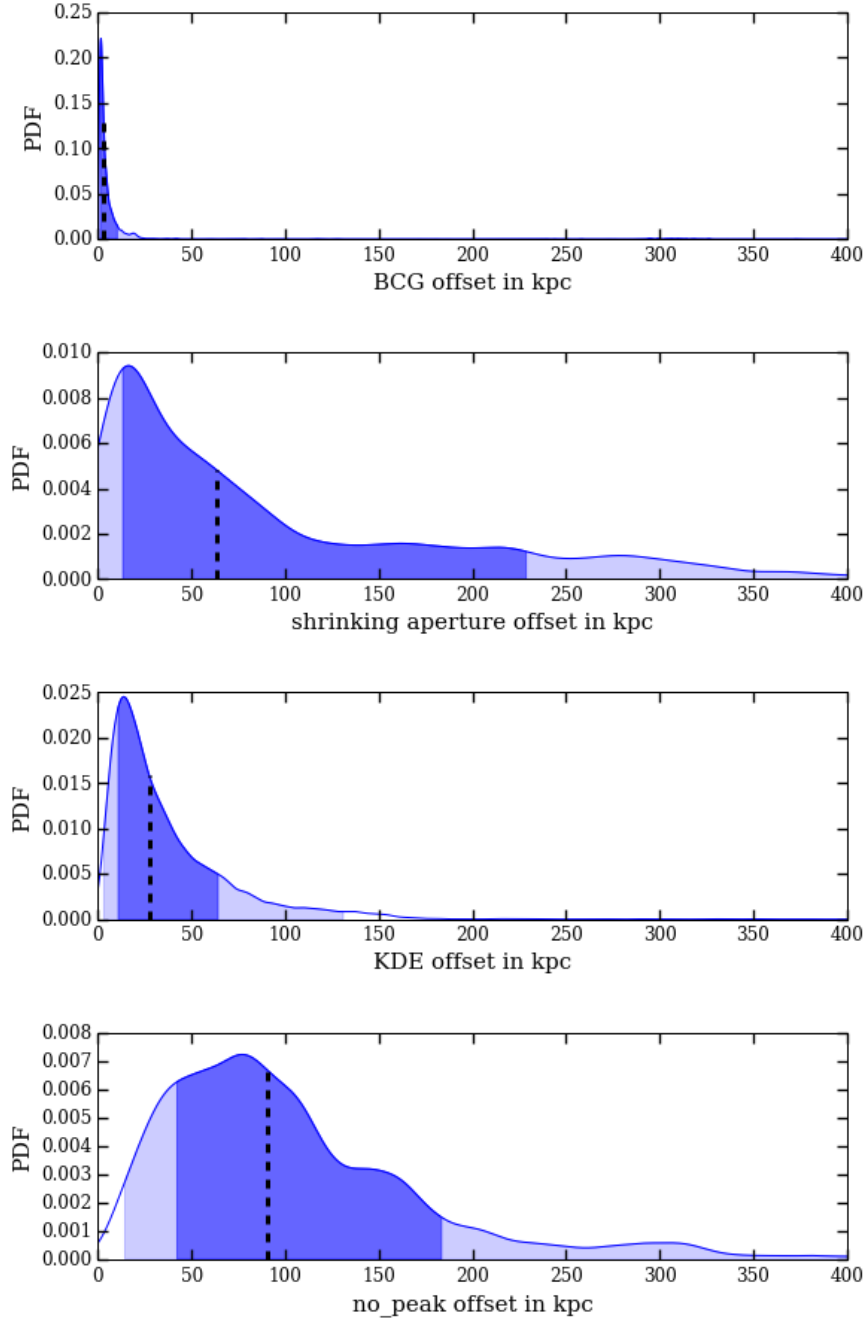 0.25
0.20
0.15
0.10
0.05
0.00
PDF
0 50 100 150 200 250 300 350 400
BCG offset in kpc
0.010
0.008
0.006
0.004
0.002
0.000
PDF
0 50 100 150 200 250 300 350 400
shrinking aperture offset in kpc
0.025
0.020
0.015
0.010
0.005
0.000
PDF
0 50 100 150 200 250 300 350 400
KDE offset in kpc
0.008
0.007
0.006
0.005
0.004
0.003
0.002
0.001
0.000
PDF
0 50 100 150 200 250 300 350 400
no_peak offset in kpc